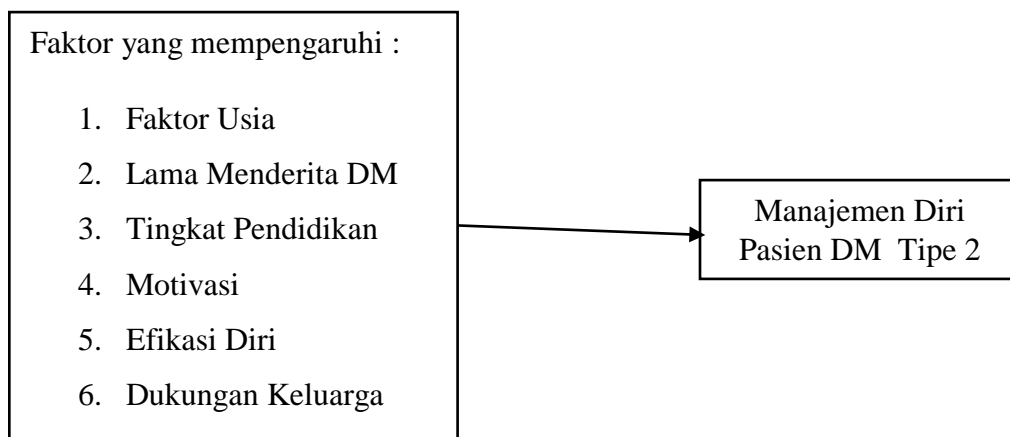 Faktor yang mempengaruhi :
1. Faktor Usia
2. Lama Menderita DM
3. Tingkat Pendidikan
4. Motivasi
5. Efikasi Diri
6. Dukungan Keluarga
Manajemen Diri
Pasien DM Tipe 2